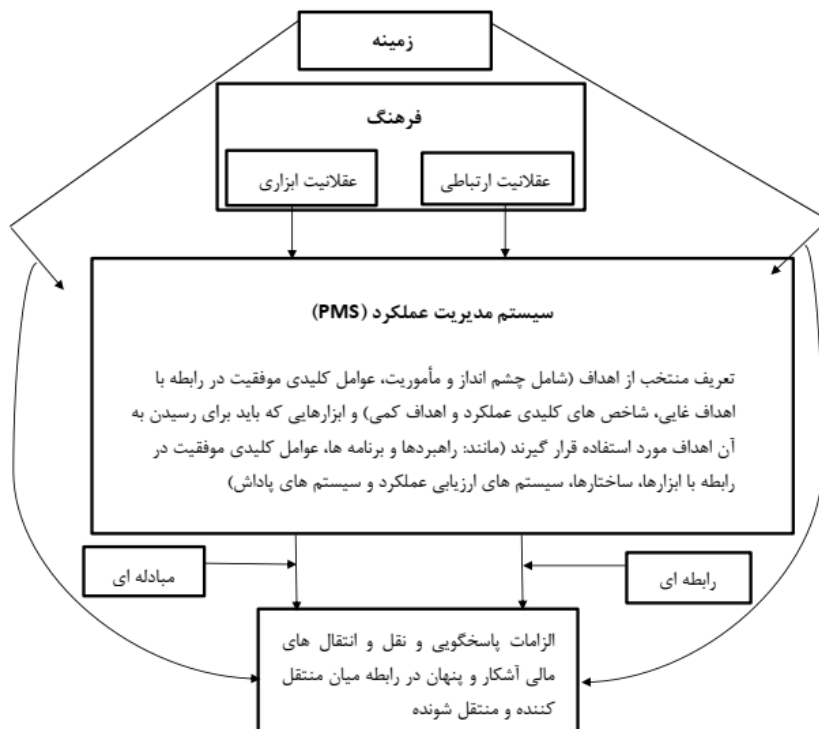 زمینه
فرهنگ
عقلانیت ارتباطی
عقلانیت ابزاری
سیستم مدیریت عملکرد (PMS)
تعریف منتخب از اهداف (شامل چشم انداز و مأموریت، عوامل کلیدی موفقیت در رابطه با
اهداف غایی، شاخص های کلیدی عملکرد و اهداف کمی) و ابزارهایی که باید برای رسیدن به
آن اهداف مورد استفاده قرار گیرند (مانند: راهبردها و برنامه ها، عوامل کلیدی موفقیت در
رابطه با ابزارها، ساختارها، سیستم های ارزیابی عملکرد و سیستم های پاداش)
رابطه ای
مبادله ای
الزامات پاسخگویی و نقل و انتقال های
مالی آشکار و پنهان در رابطه میان منتقل
کننده و منتقل شونده